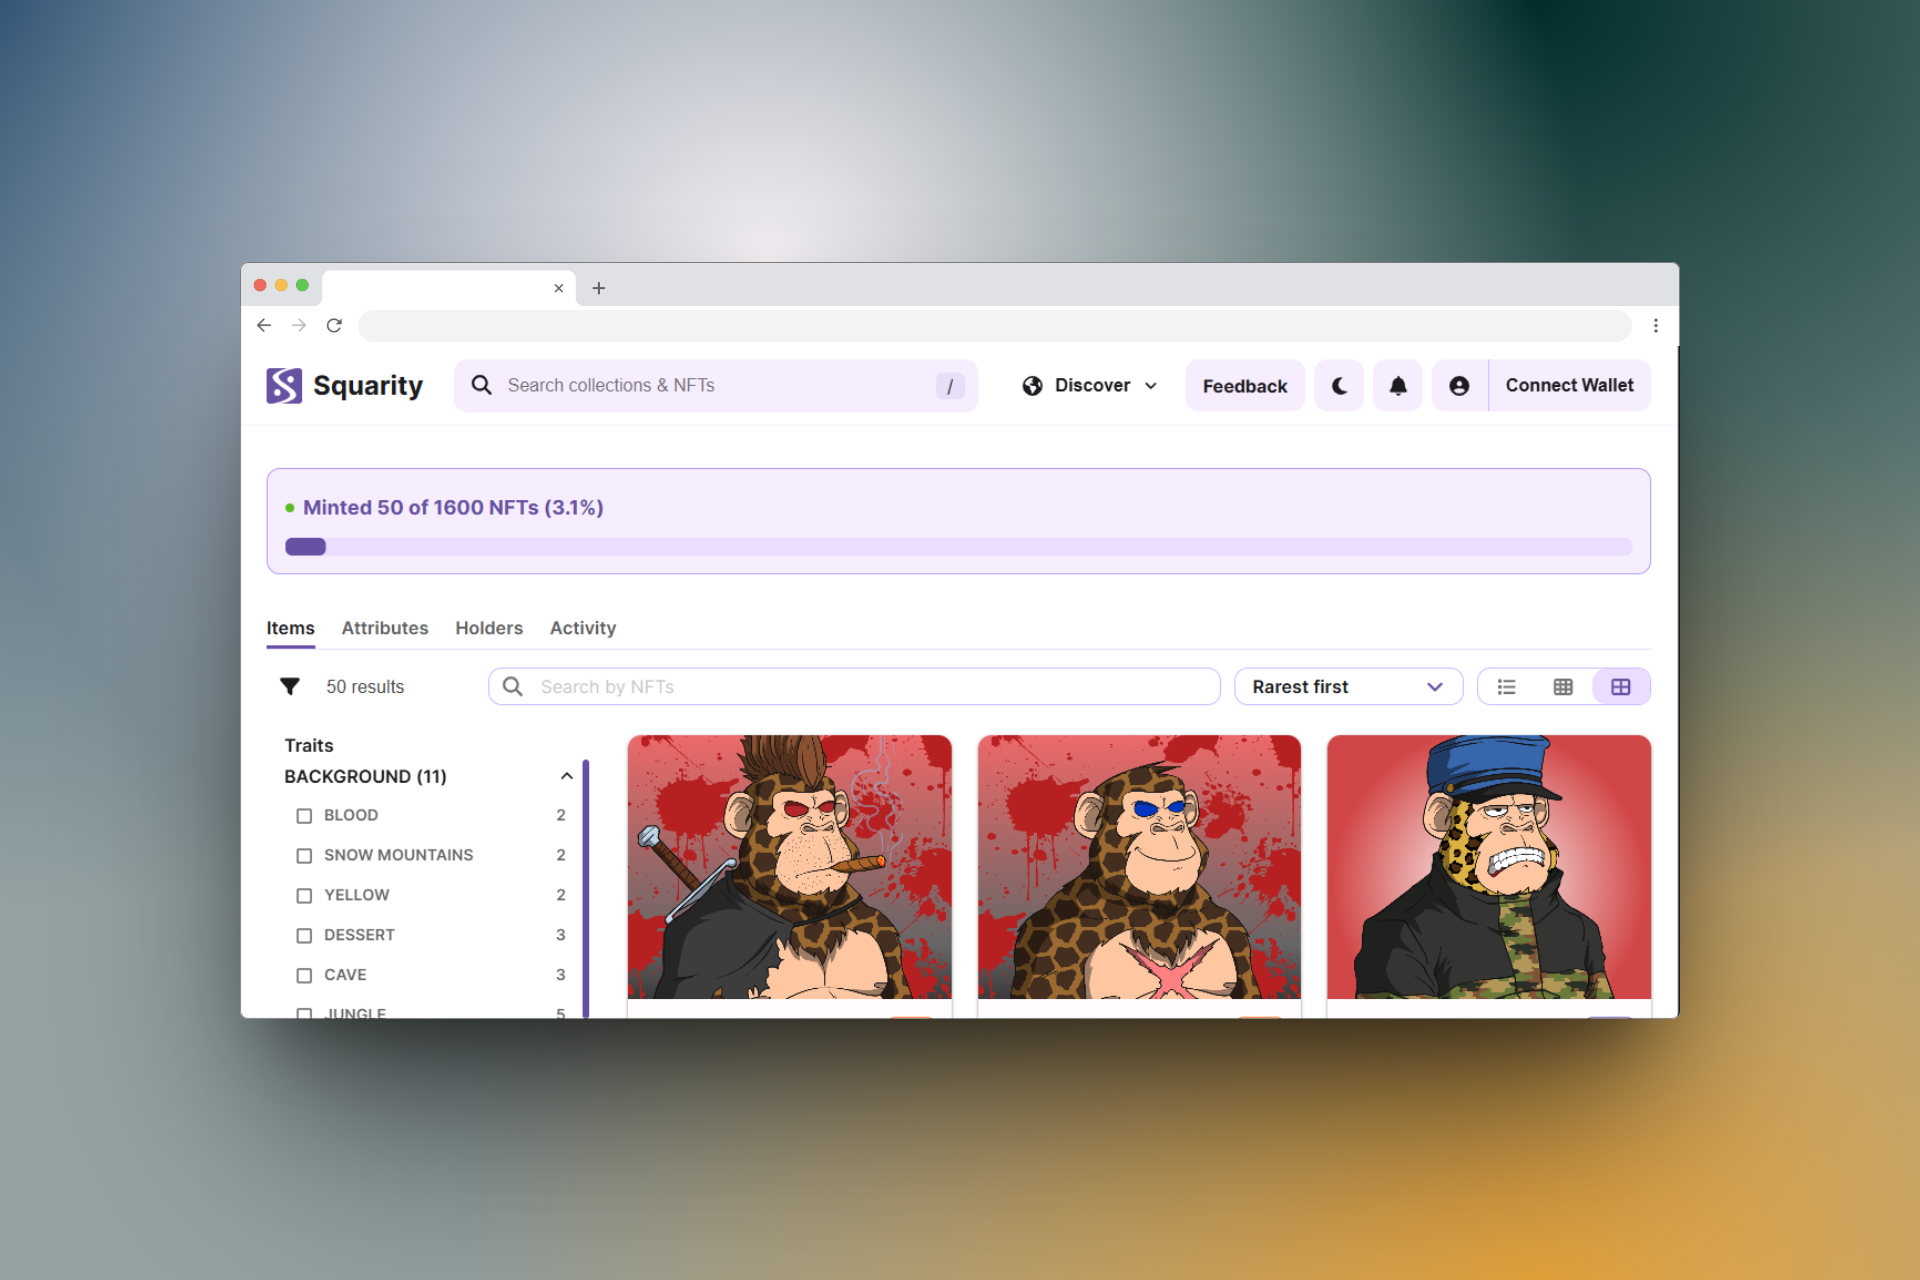 Squarity
Search collections & NFTs
/
Discover
Feedback
Connect Wallet
Minted 50 of 1600 NFTs (3.1%)
Items
Attributes
Holders
Activity
50 results
Search by NFTs
Rarest first
Traits
BACKGROUND (11)
BLOOD 2
SNOW MOUNTAINS 2
YELLOW 2
DESSERT 3
CAVE 3
JUNGLE 5